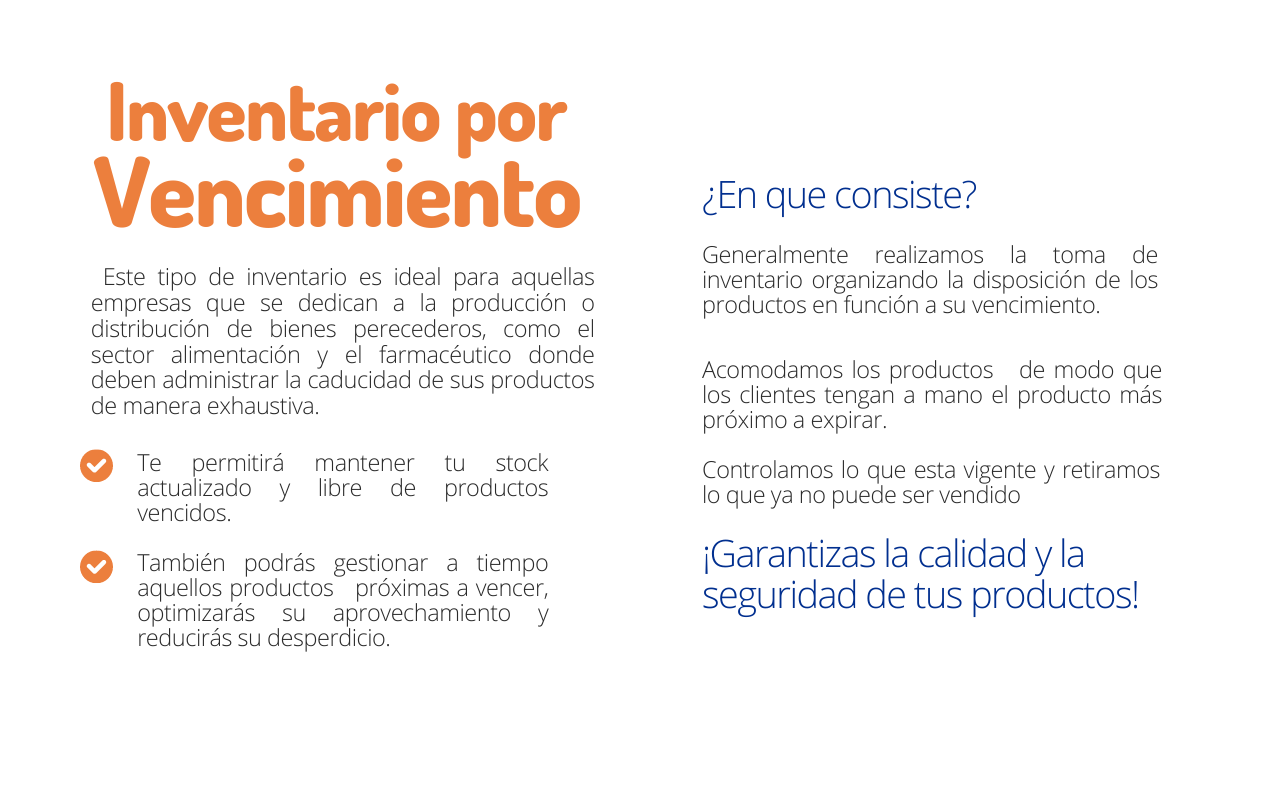 Inventario por
Vencimiento
Este tipo de inventario es ideal para aquellas
empresas que se dedican a la producción o
distribución de bienes perecederos, como el
sector alimentación y el farmacéutico donde
deben administrar la caducidad de sus productos
de manera exhaustiva.
Te permitirá mantener tu stock
actualizado y libre de productos
vencidos.
También podrás gestionar a tiempo
aquellos productos próximas a vencer,
optimizarás su aprovechamiento y
reducirás su desperdicio.
¿En que consiste?
Generalmente realizamos la toma de
inventario organizando la disposición de los
productos en función a su vencimiento.
Acomodamos los productos de modo que
los clientes tengan a mano el producto más
próximo a expirar.
Controlamos lo que esta vigente y retiramos
lo que ya no puede ser vendido
¡Garantizas la calidad y la
seguridad de tus productos!